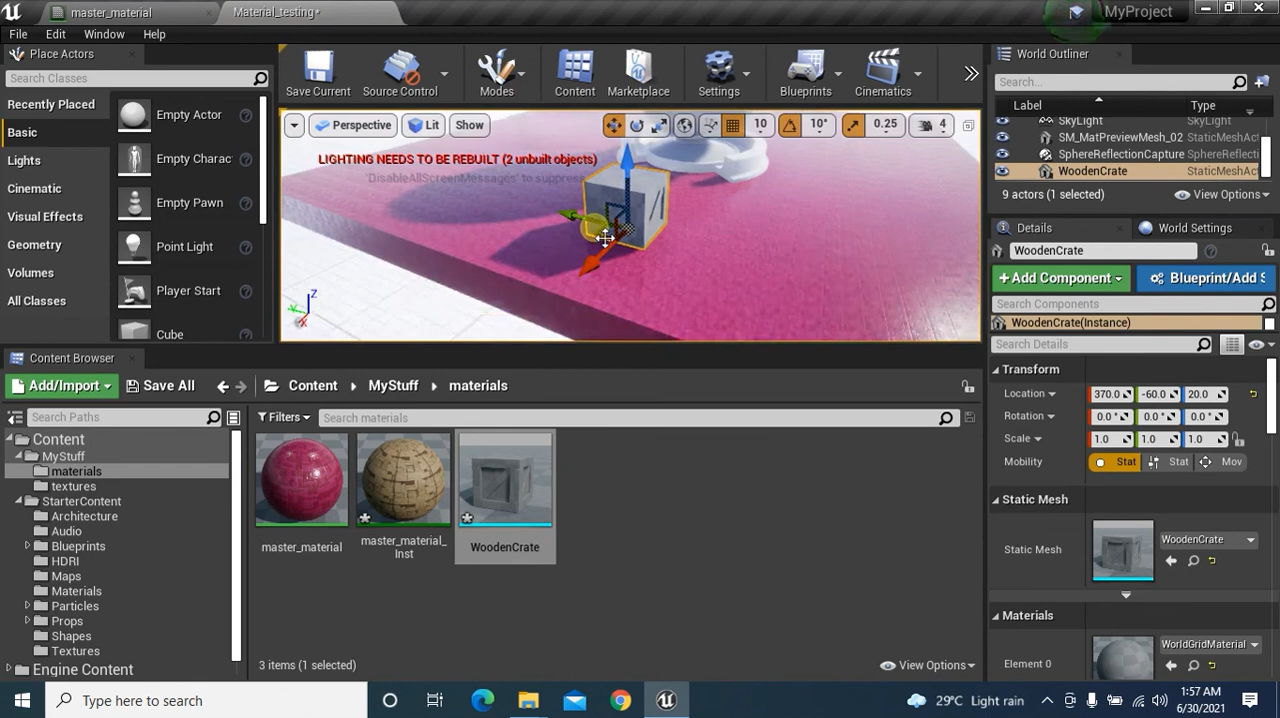 master_material
Material_testing*
MyProject
File Edit Window Help
Place Actors
Search Classes
Recently Placed
Basic
Lights
Cinematic
Visual Effects
Geometry
Volumes
All Classes
Empty Actor
Empty Charac
Empty Pawn
Point Light
Player Start
Cube
Save Current
Source Control
Modes
Content
Marketplace
Settings
Blueprints
Cinematics
Perspective
Lit
Show
10
10°
0.25
4
LIGHTING NEEDS TO BE REBUILT (2 unbuilt objects)
'DisableAllScreenMessages' to suppress
Z
Y
X
World Outliner
Search...
Label Type
SkyLight SkyLight
SM_MatPreviewMesh_02 StaticMeshAc
SphereReflectionCapture SphereReflecti
WoodenCrate StaticMeshAct
9 actors (1 selected)
View Options
Details
World Settings
WoodenCrate
+Add Component
Blueprint/Add S
Search Components
WoodenCrate(Instance)
Search Details
Transform
Location 370.0 -60.0 20.0
Rotation 0.0 ° 0.0 ° 0.0 °
Scale 1.0 1.0 1.0
Mobility Stat Stat Mov
Static Mesh
Static Mesh
WoodenCrate
Materials
Element 0
WorldGridMaterial
Content Browser
Add/Import
Save All
Content
MyStuff
materials
Search Paths
Filters
Search materials
Content
MyStuff
materials
textures
StarterContent
Architecture
Audio
Blueprints
HDRI
Maps
Materials
Particles
Props
Shapes
Textures
Engine Content
master_material
master_material_
Inst
WoodenCrate
3 items (1 selected)
View Options
Type here to search
29°C Light rain
1:57 AM
6/30/2021